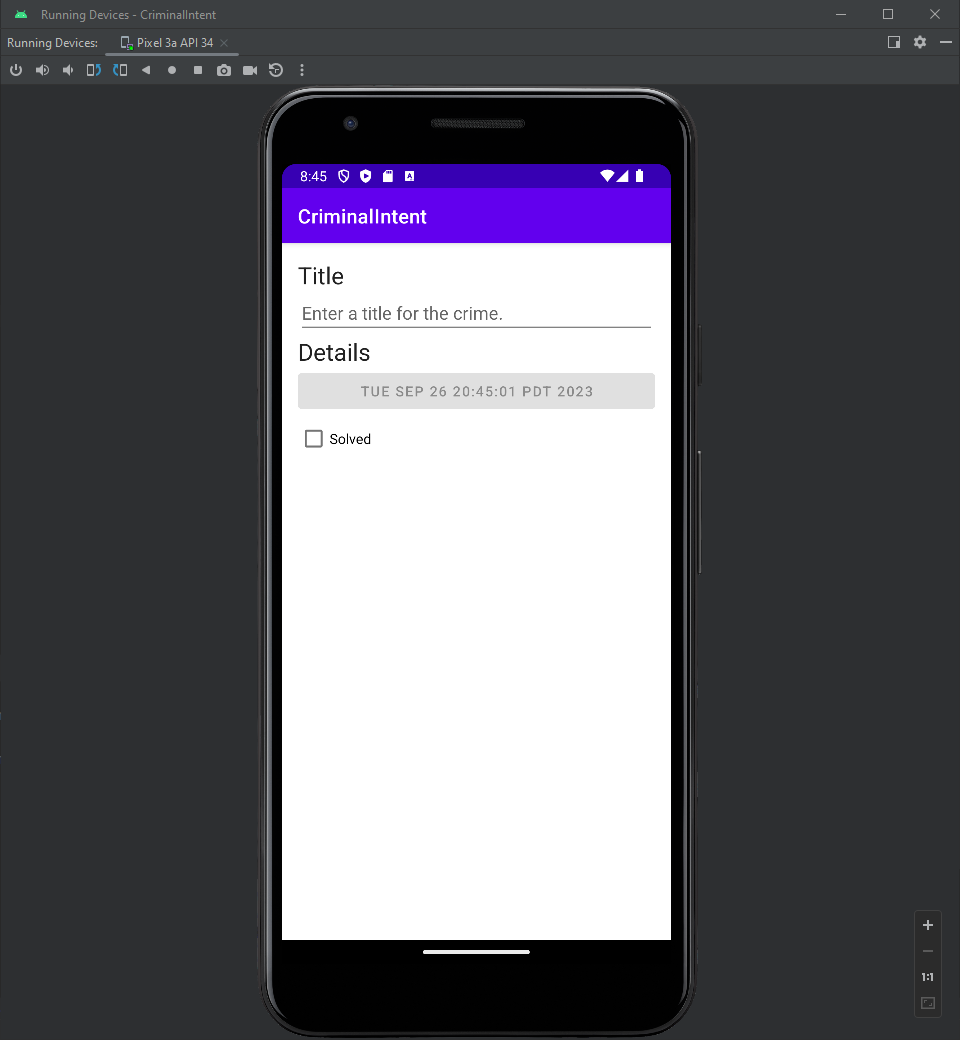 Running Devices - CriminalIntent
Running Devices: Pixel 3a API 34
8:45
CriminalIntent
Title
Enter a title for the crime.
Details
TUE SEP 26 20:45:01 PDT 2023
Solved
1:1